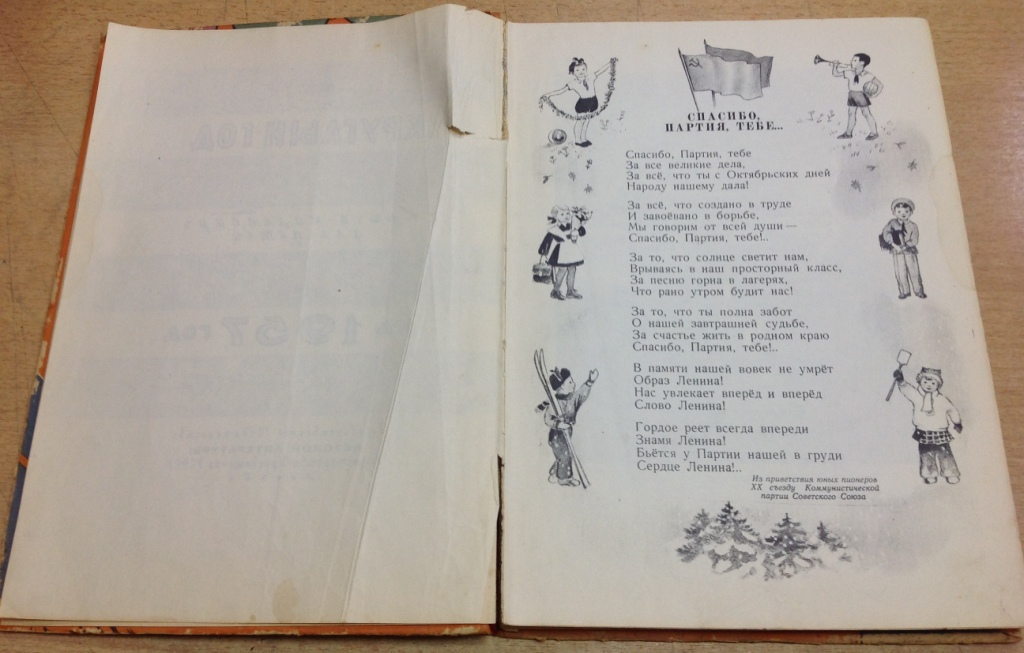 СПАСИБО,
ПАРТИЯ, ТЕБЕ...
Спасибо, Партия, тебе
За все великие дела,
За всё, что ты с Октябрьских дней
Народу нашему дала!
За всё, что создано в труде
И завоёвано в борьбе,
Мы говорим от всей души —
Спасибо, Партия, тебе!..
За то, что солнце светит нам,
Врываясь в наш просторный класс,
За песню горна в лагерях,
Что рано утром будит нас!
За то, что ты полна забот
О нашей завтрашней судьбе,
За счастье жить в родном краю
Спасибо, Партия, тебе!..
В памяти нашей вовек не умрёт
Образ Ленина!
Нас увлекает вперёд и вперёд
Слово Ленина!
Гордое реет всегда впереди
Знамя Ленина!
Бьётся у Партии нашей в груди
Сердце Ленина!..
Из приветствия юных пионеров
XX съезду Коммунистической
партии Советского Союза